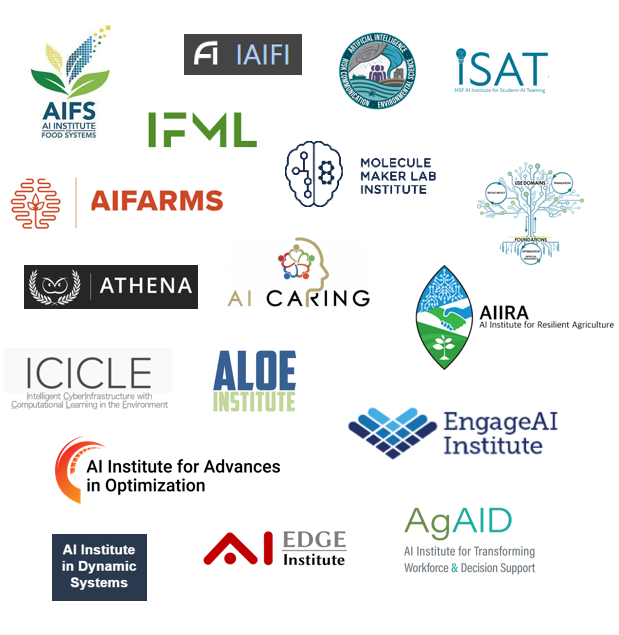 AIFS
AI INSTITUTE
FOOD SYSTEMS
IAIFI
ARTIFICIAL INTELLIGENCE
RISK COMMUNICATION · ENVIRONMENTAL SCIENCE
iSAT
NSF AI Institute for Student-AI Teaming
IFML
MOLECULE
MAKER LAB
INSTITUTE
AIFARMS
USE DOMAINS
TRANSLATION
FOUNDATIONS
OPTIMIZATION
ATHENA
AI CARING
AIIRA
AI Institute for Resilient Agriculture
ICICLE
Intelligent CyberInfrastructure with
Computational Learning in the Environment
ALOE
INSTITUTE
EngageAI
Institute
AI Institute for Advances
in Optimization
AgAID
AI Institute for Transforming
Workforce & Decision Support
AI EDGE
Institute
AI Institute
in Dynamic
Systems